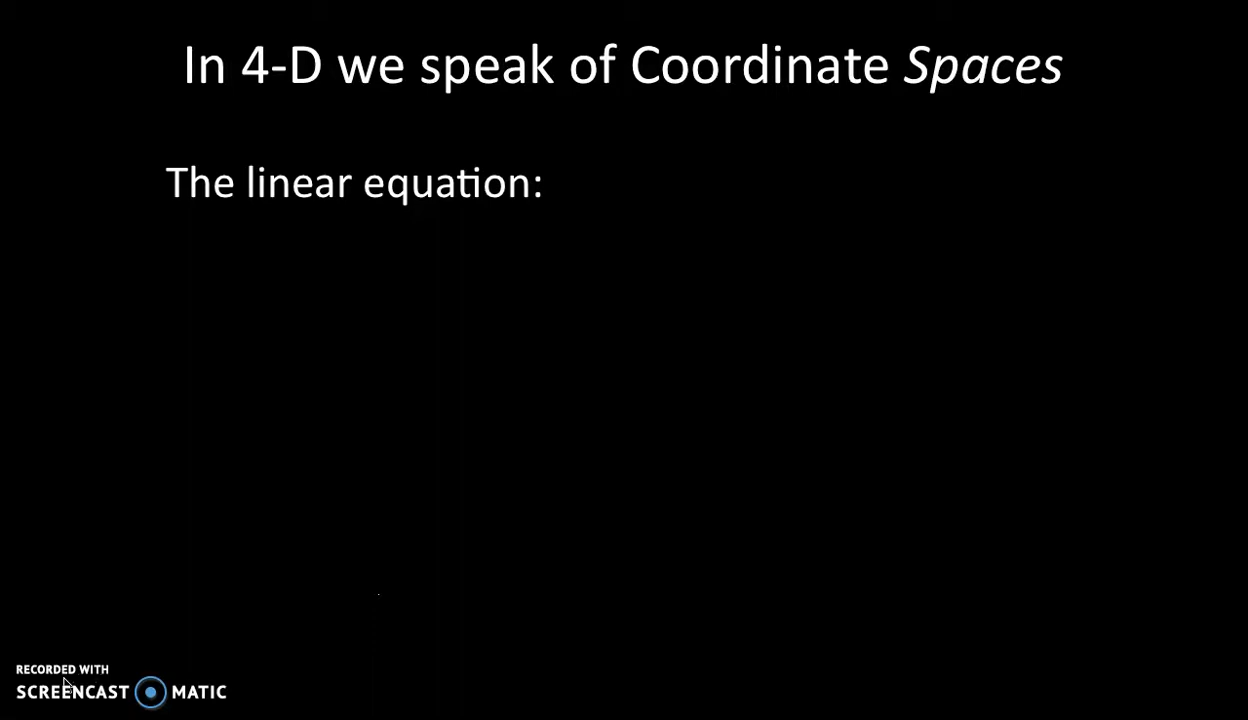 In 4-D we speak of Coordinate Spaces
The linear equation:
RECORDED WITH
SCREENCAST MATIC